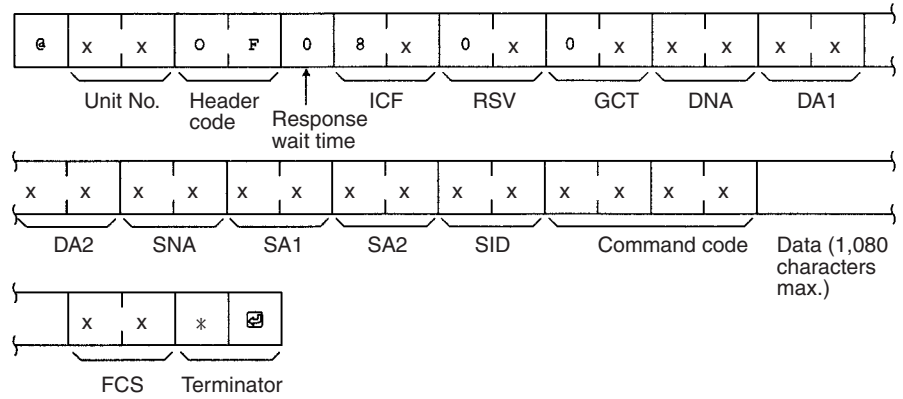 @ x x O F 0 8 x 0 x 0 x x x x x
Unit No. Header code Response wait time ICF RSV GCT DNA DA1
x x x x x x x x x x x x x x
DA2 SNA SA1 SA2 SID Command code Data (1,080 characters max.)
x x * ↵
FCS Terminator